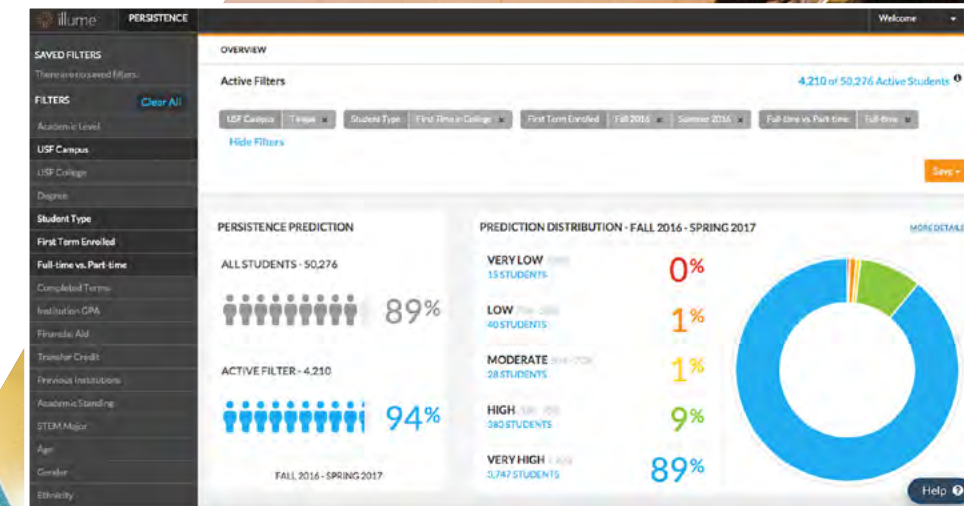 illume PERSISTENCE Welcome
SAVED FILTERS
There are no saved filters.
FILTERS Clear All
Academic Level
USF Campus
USF College
Degree
Student Type
First Term Enrolled
Full-time vs. Part-time
Completed Terms
Institution GPA
Financial Aid
Transfer Credit
Previous Institutions
Academic Standing
STEM Major
Age
Gender
Ethnicity
OVERVIEW
Active Filters 4,210 of 50,276 Active Students
USF Campus Tampa x Student Type First Time in College x First Term Enrolled Fall 2016 x Summer 2016 x Full-time vs. Part-time Full-time x
Hide Filters
Save
PERSISTENCE PREDICTION
ALL STUDENTS - 50,276
89%
ACTIVE FILTER - 4,210
94%
FALL 2016 - SPRING 2017
PREDICTION DISTRIBUTION - FALL 2016 - SPRING 2017 MORE DETAILS
VERY LOW
15 STUDENTS
0%
LOW
40 STUDENTS
1%
MODERATE
28 STUDENTS
1%
HIGH
380 STUDENTS
9%
VERY HIGH
3,747 STUDENTS
89%
Help